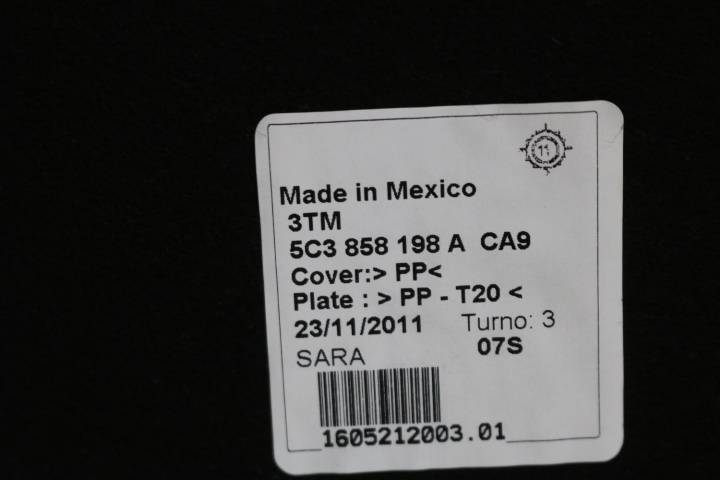 11
Made in Mexico
3TM
5C3 858 198 A CA9
Cover:> PP<
Plate : > PP - T20 <
23/11/2011 Turno: 3
SARA 07S
1605212003.01